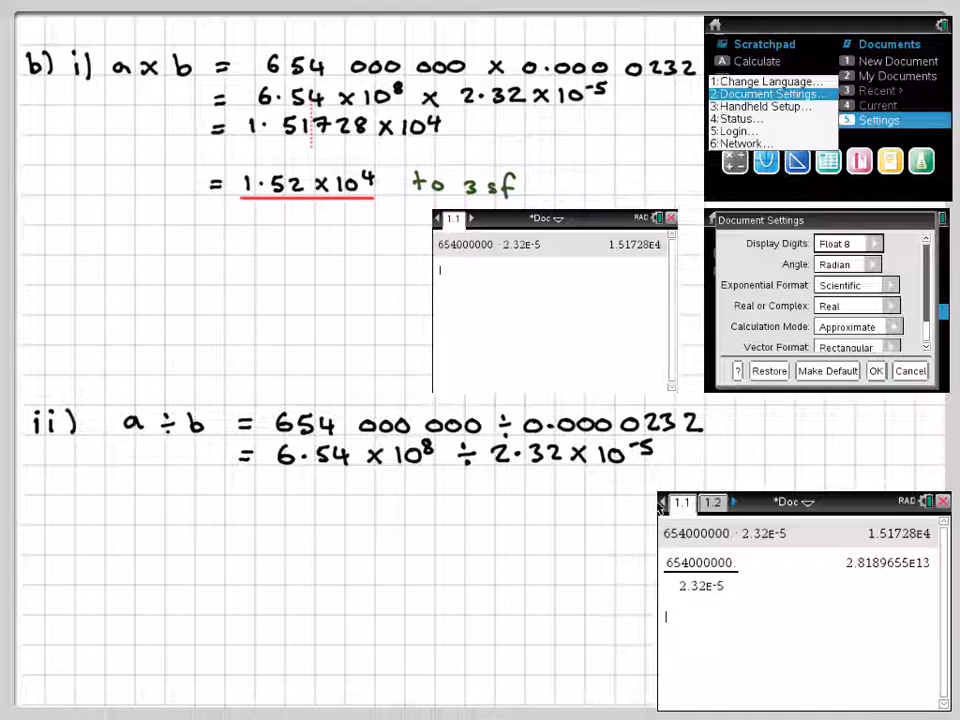 b) i) a x b = 654 000 000 x 0.000 0232
= 6.54 x 10⁸ x 2.32 x 10⁻⁵
= 1.51728 x 10⁴
= 1.52 x 10⁴ to 3 sf
Scratchpad
A Calculate
1:Change Language...
2:Document Settings...
3:Handheld Setup...
4:Status...
5:Login...
6:Network...
Documents
1 New Document
2 My Documents
3 Recent >
4 Current
5 Settings
1.1 *Doc RAD
654000000 · 2.32E-5 1.51728E4
Document Settings
Display Digits: Float 8
Angle: Radian
Exponential Format Scientific
Real or Complex: Real
Calculation Mode: Approximate
Vector Format: Rectangular
? Restore Make Default OK Cancel
ii) a ÷ b = 654 000 000 ÷ 0.000 0232
= 6.54 x 10⁸ ÷ 2.32 x 10⁻⁵
1.1 1.2 *Doc RAD
654000000. · 2.32E-5 1.51728E4
654000000. 2.8189655E13
2.32E-5